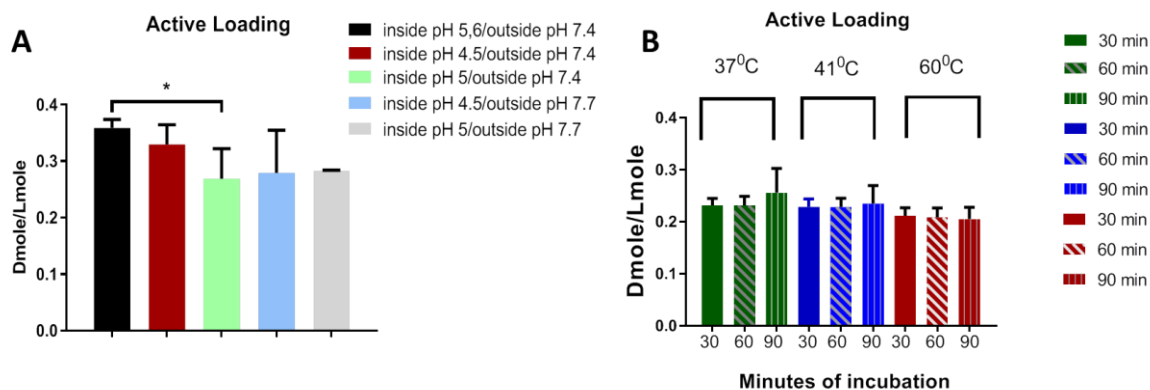 A
Active Loading
inside pH 5,6/outside pH 7.4
inside pH 4.5/outside pH 7.4
inside pH 5/outside pH 7.4
inside pH 4.5/outside pH 7.7
inside pH 5/outside pH 7.7
*
Dmole/Lmole
0.4
0.3
0.2
0.1
0.0
B
Active Loading
37⁰C 41⁰C 60⁰C
Dmole/Lmole
0.4
0.3
0.2
0.1
0.0
30 60 90 30 60 90 30 60 90
Minutes of incubation
30 min
60 min
90 min
30 min
60 min
90 min
30 min
60 min
90 min